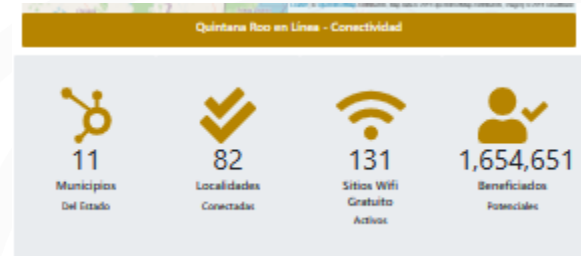 Quintana Roo en Línea - Conectividad
11
Municipios
Del Estado
82
Localidades
Conectadas
131
Sitios Wifi
Gratuito
Activos
1,654,651
Beneficiados
Potenciales